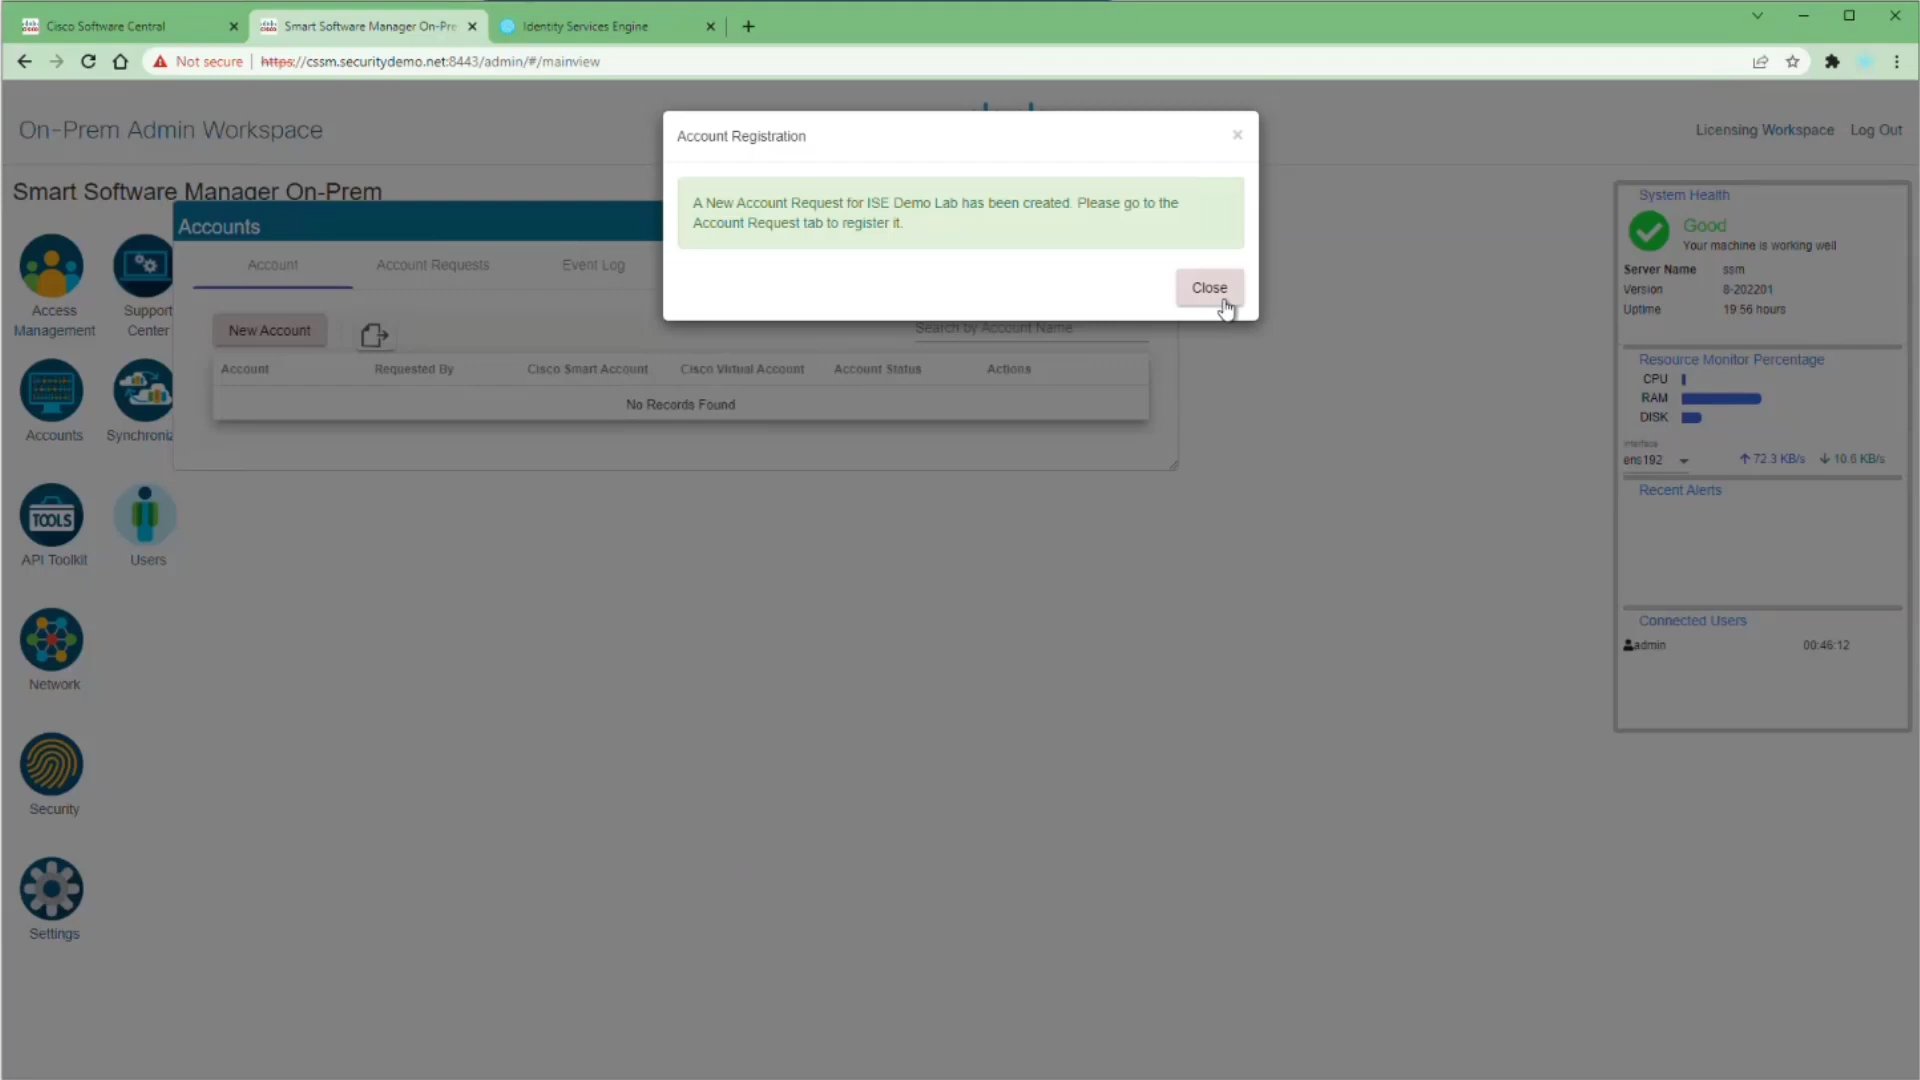 Cisco Software Central
Smart Software Manager On-Pre
Identity Services Engine
Not secure
https://cssm.securitydemo.net:8443/admin/#/mainview
On-Prem Admin Workspace
Licensing Workspace
Log Out
Account Registration
×
A New Account Request for ISE Demo Lab has been created. Please go to the
Account Request tab to register it.
Close
Smart Software Manager On-Prem
Access
Management
Support
Center
Accounts
Synchroniz
TOOLS
API Toolkit
Users
Network
Security
Settings
Accounts
Account
Account Requests
Event Log
New Account
Search by Account Name
Account
Requested By
Cisco Smart Account
Cisco Virtual Account
Account Status
Actions
No Records Found
System Health
Good
Your machine is working well
Server Name ssm
Version 8-202201
Uptime 19:56 hours
Resource Monitor Percentage
CPU
RAM
DISK
Interface
ens192
72.3 KB/s
10.6 KB/s
Recent Alerts
Connected Users
admin 00:46:12